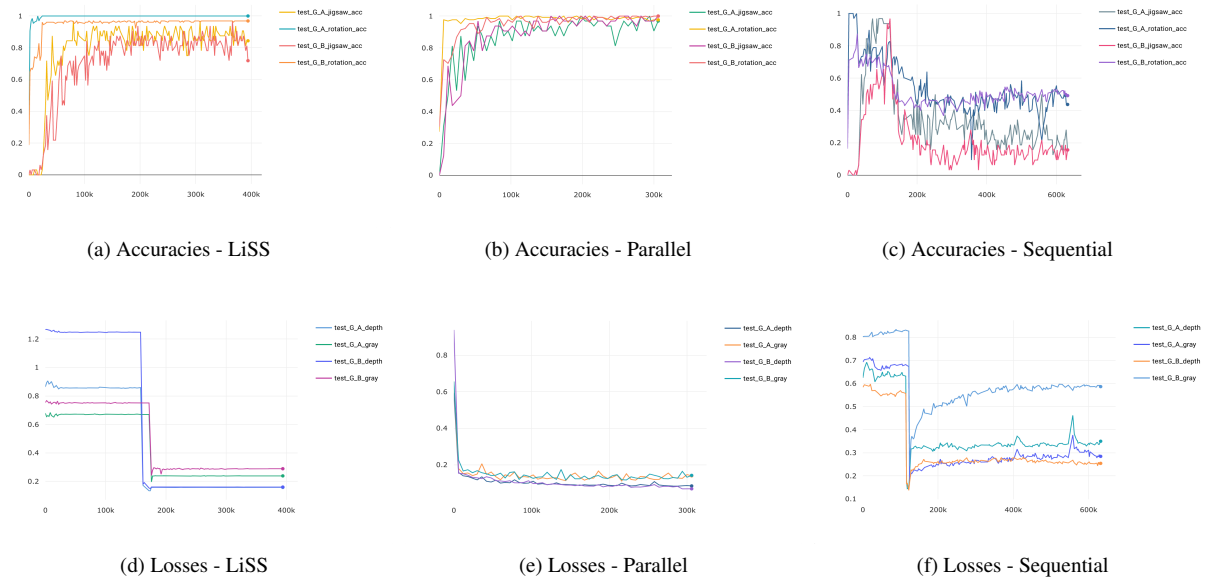 1
0.8
0.6
0.4
0.2
0
0
100k
200k
300k
400k
test_G_A_jigsaw_acc
test_G_A_rotation_acc
test_G_B_jigsaw_acc
test_G_B_rotation_acc
(a) Accuracies - LiSS
1
0.8
0.6
0.4
0.2
0
0
100k
200k
300k
test_G_A_jigsaw_acc
test_G_A_rotation_acc
test_G_B_jigsaw_acc
test_G_B_rotation_acc
(b) Accuracies - Parallel
1
0.8
0.6
0.4
0.2
0
0
200k
400k
600k
test_G_A_jigsaw_acc
test_G_A_rotation_acc
test_G_B_jigsaw_acc
test_G_B_rotation_acc
(c) Accuracies - Sequential
1.2
1
0.8
0.6
0.4
0.2
0
100k
200k
300k
400k
test_G_A_depth
test_G_A_gray
test_G_B_depth
test_G_B_gray
(d) Losses - LiSS
0.8
0.6
0.4
0.2
0
100k
200k
300k
test_G_A_depth
test_G_A_gray
test_G_B_depth
test_G_B_gray
(e) Losses - Parallel
0.8
0.7
0.6
0.5
0.4
0.3
0.2
0.1
0
200k
400k
600k
test_G_A_depth
test_G_A_gray
test_G_B_depth
test_G_B_gray
(f) Losses - Sequential